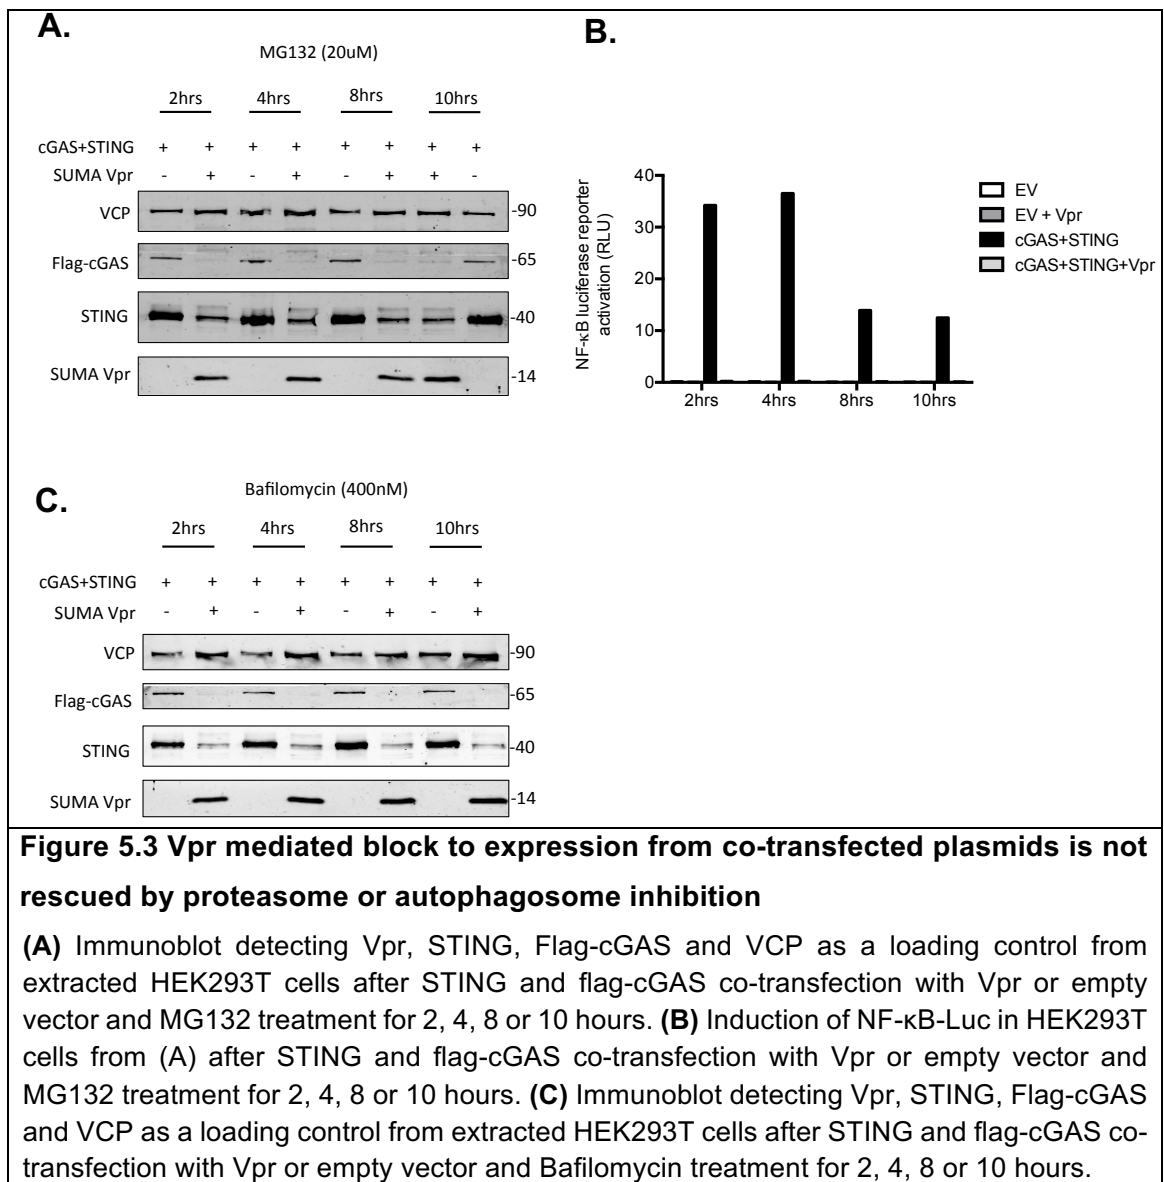 A.
MG132 (20uM)
2hrs 4hrs 8hrs 10hrs
cGAS+STING + + + + + + + +
SUMA Vpr - + - + - + + -
VCP -90
Flag-cGAS -65
STING -40
SUMA Vpr -14
B.
NF-κB luciferase reporter
activation (RLU)
40
30
20
10
0
2hrs 4hrs 8hrs 10hrs
EV
EV + Vpr
cGAS+STING
cGAS+STING+Vpr
C.
Bafilomycin (400nM)
2hrs 4hrs 8hrs 10hrs
cGAS+STING + + + + + + + +
SUMA Vpr - + - + - + - +
VCP -90
Flag-cGAS -65
STING -40
SUMA Vpr -14
Figure 5.3 Vpr mediated block to expression from co-transfected plasmids is not
rescued by proteasome or autophagosome inhibition
(A) Immunoblot detecting Vpr, STING, Flag-cGAS and VCP as a loading control from
extracted HEK293T cells after STING and flag-cGAS co-transfection with Vpr or empty
vector and MG132 treatment for 2, 4, 8 or 10 hours. (B) Induction of NF-κB-Luc in HEK293T
cells from (A) after STING and flag-cGAS co-transfection with Vpr or empty vector and
MG132 treatment for 2, 4, 8 or 10 hours. (C) Immunoblot detecting Vpr, STING, Flag-cGAS
and VCP as a loading control from extracted HEK293T cells after STING and flag-cGAS co-
transfection with Vpr or empty vector and Bafilomycin treatment for 2, 4, 8 or 10 hours.